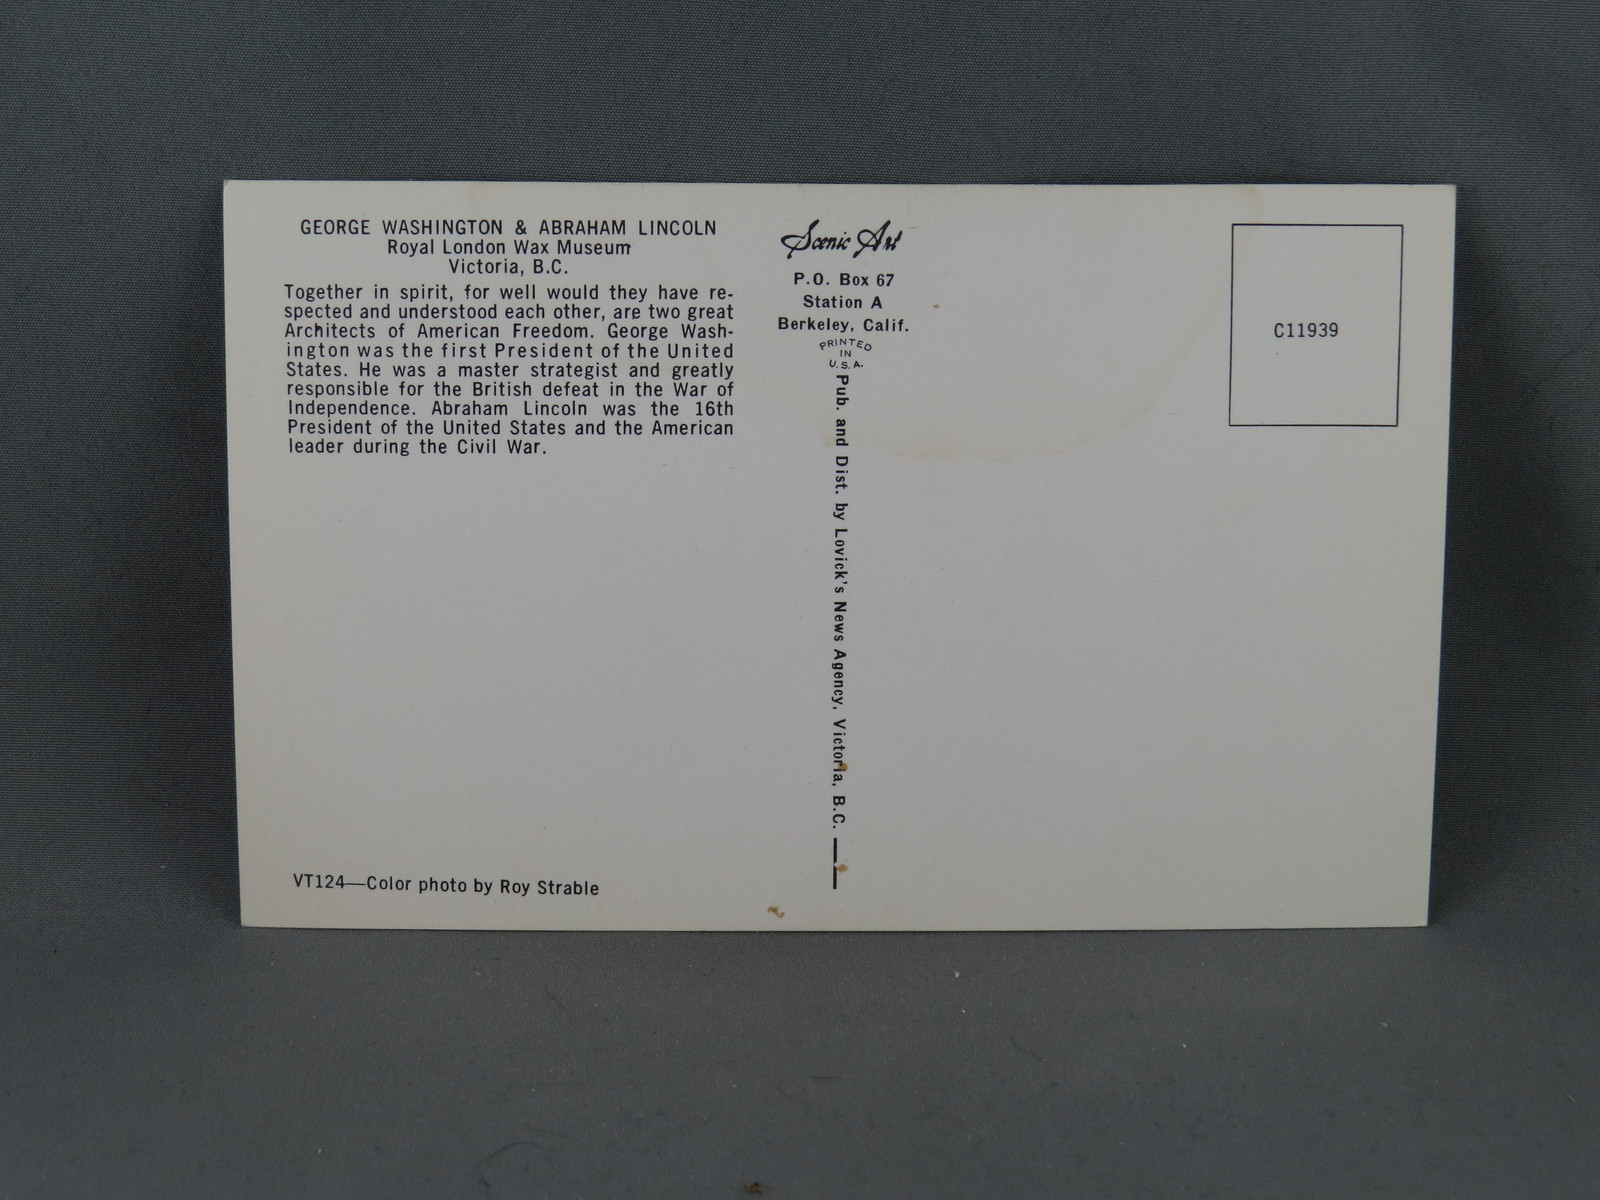 GEORGE WASHINGTON & ABRAHAM LINCOLN
Royal London Wax Museum
Victoria, B.C.
Together in spirit, for well would they have re-
spected and understood each other, are two great
Architects of American Freedom. George Wash-
ington was the first President of the United
States. He was a master strategist and greatly
responsible for the British defeat in the War of
Independence. Abraham Lincoln was the 16th
President of the United States and the American
leader during the Civil War.
VT124—Color photo by Roy Strable
Scenic Art
P.O. Box 67
Station A
Berkeley, Calif.
PRINTED
IN
U.S.A.
Pub. and Dist. by Lovick's News Agency, Victoria, B.C.
C11939